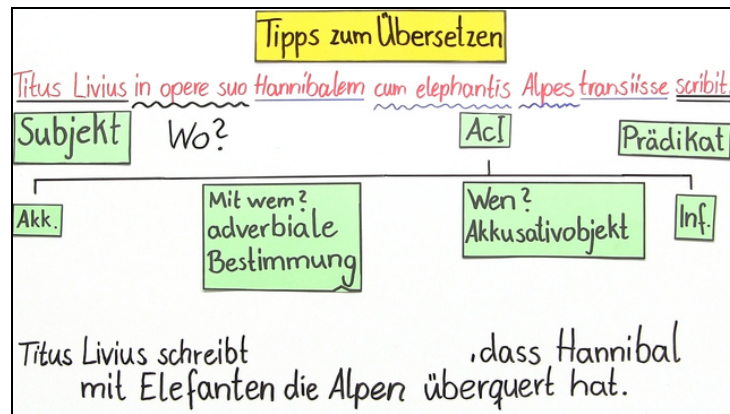 Tipps zum Übersetzen
Titus Livius in opere suo Hannibalem cum elephantis Alpes transiisse scribit.
Subjekt Wo? AcI Prädikat
Akk. Mit wem? Wen? Inf.
adverbiale Akkusativobjekt
Bestimmung
Titus Livius schreibt , dass Hannibal
mit Elefanten die Alpen überquert hat.